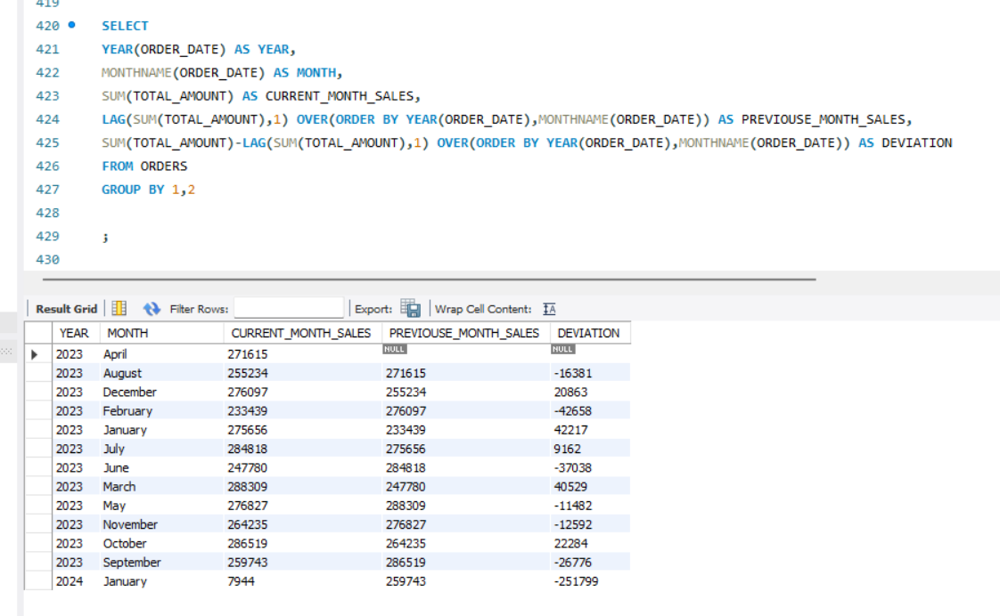 419
420 SELECT
421 YEAR(ORDER_DATE) AS YEAR,
422 MONTHNAME(ORDER_DATE) AS MONTH,
423 SUM(TOTAL_AMOUNT) AS CURRENT_MONTH_SALES,
424 LAG(SUM(TOTAL_AMOUNT),1) OVER(ORDER BY YEAR(ORDER_DATE),MONTHNAME(ORDER_DATE)) AS PREVIOUSE_MONTH_SALES,
425 SUM(TOTAL_AMOUNT)-LAG(SUM(TOTAL_AMOUNT),1) OVER(ORDER BY YEAR(ORDER_DATE),MONTHNAME(ORDER_DATE)) AS DEVIATION
426 FROM ORDERS
427 GROUP BY 1,2
428
429 ;
430
Result Grid Filter Rows: Export: Wrap Cell Content: IA
YEAR MONTH CURRENT_MONTH_SALES PREVIOUSE_MONTH_SALES DEVIATION
2023 April 271615 NULL NULL
2023 August 255234 271615 -16381
2023 December 276097 255234 20863
2023 February 233439 276097 -42658
2023 January 275656 233439 42217
2023 July 284818 275656 9162
2023 June 247780 284818 -37038
2023 March 288309 247780 40529
2023 May 276827 288309 -11482
2023 November 264235 276827 -12592
2023 October 286519 264235 22284
2023 September 259743 286519 -26776
2024 January 7944 259743 -251799